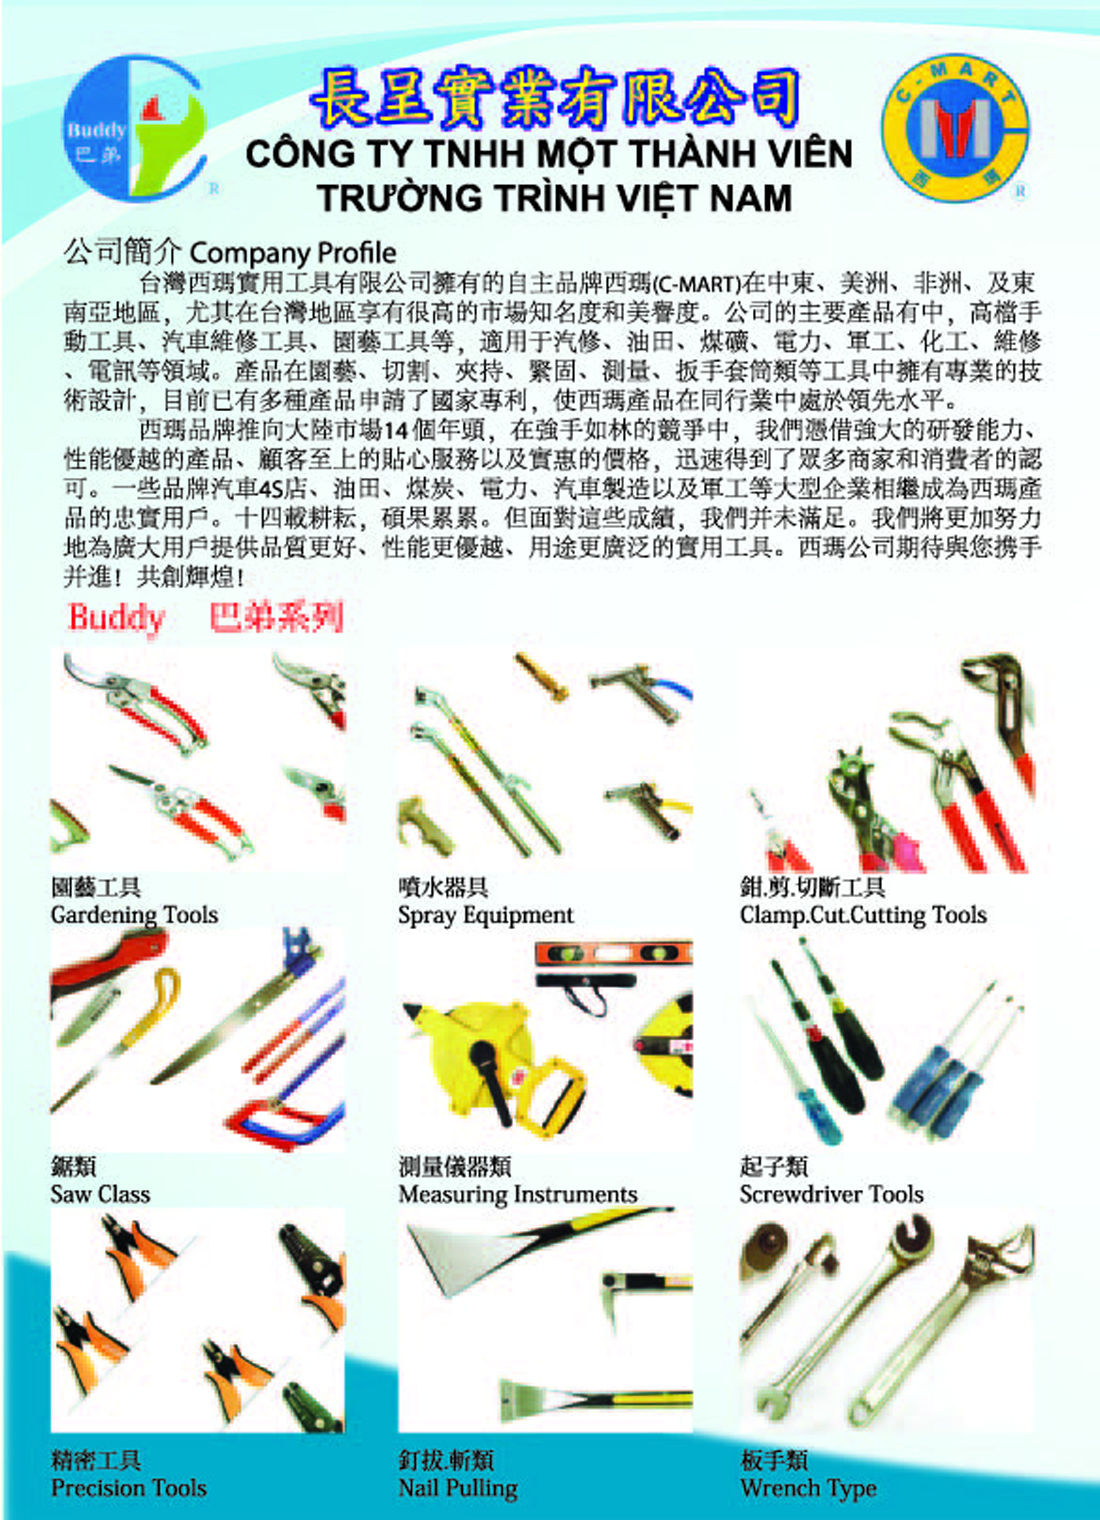 Buddy
巴弟
®
長呈實業有限公司
C-MART
西瑪
®
CÔNG TY TNHH MỘT THÀNH VIÊN
TRƯỜNG TRÌNH VIỆT NAM
公司簡介 Company Profile
台灣西瑪實用工具有限公司擁有的自主品牌西瑪(C-MART)在中東、美洲、非洲、及東
南亞地區，尤其在台灣地區享有很高的市場知名度和美譽度。公司的主要產品有中，高檔手
動工具、汽車維修工具、園藝工具等，適用于汽修、油田、煤礦、電力、軍工、化工、維修
、電訊等領域。產品在園藝、切割、夾持、緊固、測量、扳手套筒類等工具中擁有專業的技
術設計，目前已有多種產品申請了國家專利，使西瑪產品在同行業中處於領先水平。
西瑪品牌推向大陸市場14個年頭，在強手如林的競爭中，我們憑借強大的研發能力、
性能優越的產品、顧客至上的貼心服務以及實惠的價格，迅速得到了眾多商家和消費者的認
可。一些品牌汽車4S店、油田、煤炭、電力、汽車製造以及軍工等大型企業相繼成為西瑪產
品的忠實用戶。十四載耕耘，碩果累累。但面對這些成績，我們并未滿足。我們將更加努力
地為廣大用戶提供品質更好、性能更優越、用途更廣泛的實用工具。西瑪公司期待與您携手
并進！共創輝煌！
Buddy 巴弟系列
園藝工具
Gardening Tools
噴水器具
Spray Equipment
鉗.剪.切斷工具
Clamp.Cut.Cutting Tools
鋸類
Saw Class
測量儀器類
Measuring Instruments
起子類
Screwdriver Tools
精密工具
Precision Tools
釘拔.斬類
Nail Pulling
板手類
Wrench Type